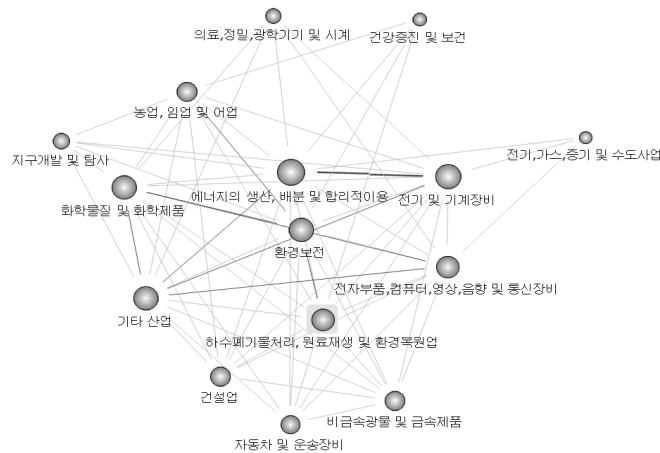 의료,정밀,광학기기 및 시계
건강증진 및 보건
농업, 임업 및 어업
지구개발 및 탐사
전기,가스,증기 및 수도사업
에너지의 생산, 배분 및 합리적이용
전기 및 기계장비
화학물질 및 화학제품
환경보전
전자부품,컴퓨터,영상,음향 및 통신장비
기타 산업
하수폐기물처리, 원료재생 및 환경복원업
건설업
비금속광물 및 금속제품
자동차 및 운송장비